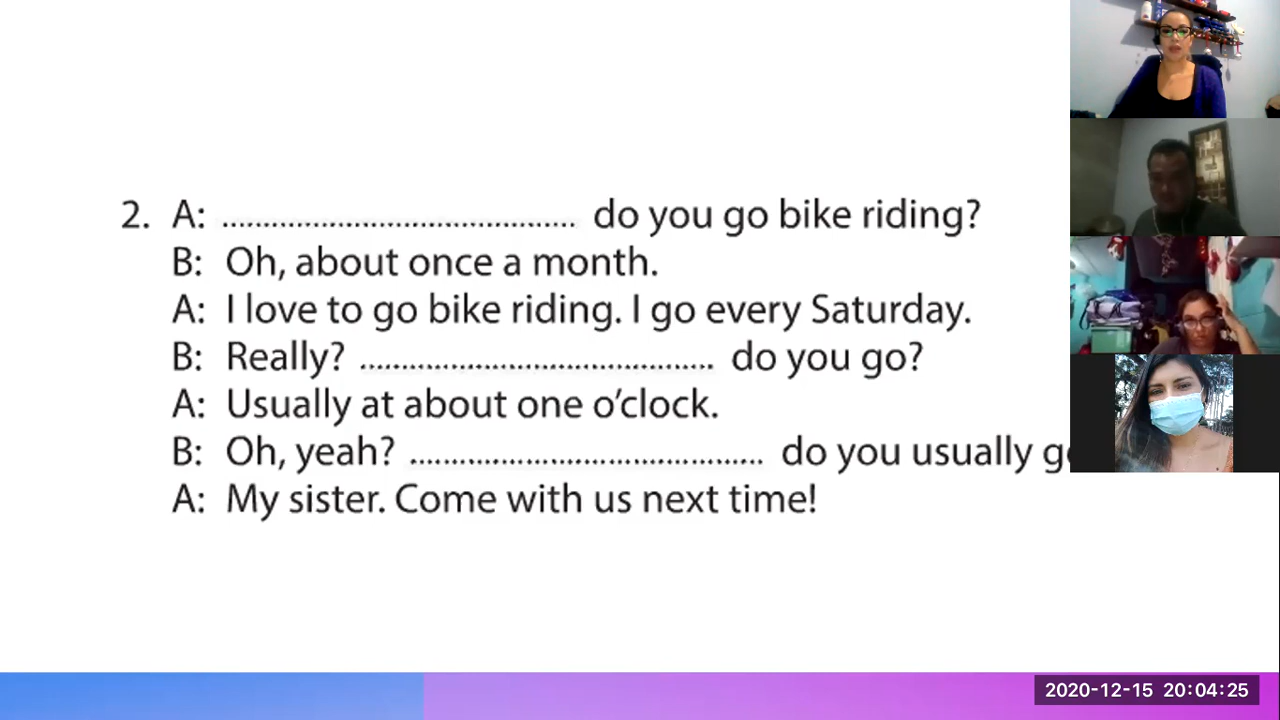 2. A: ........................................ do you go bike riding?
B: Oh, about once a month.
A: I love to go bike riding. I go every Saturday.
B: Really? ........................................ do you go?
A: Usually at about one o'clock.
B: Oh, yeah? ........................................ do you usually
A: My sister. Come with us next time!
2020-12-15 20:04:25